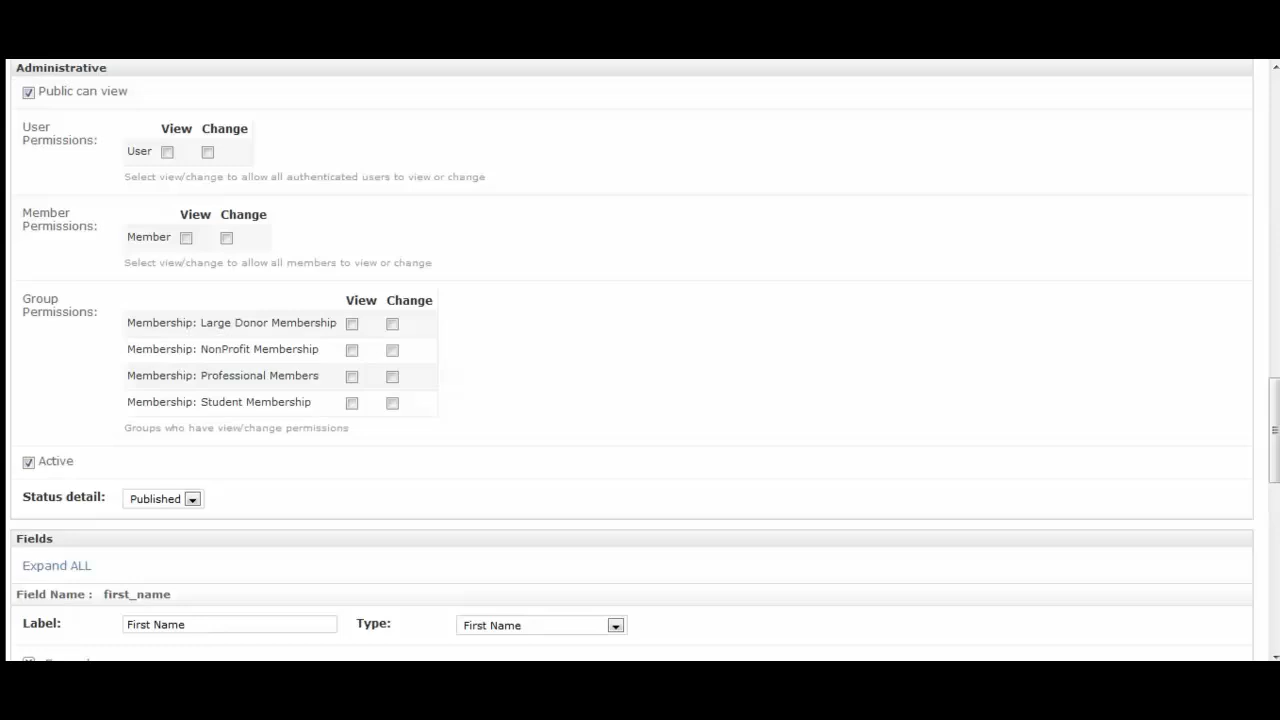 Administrative
Public can view
User Permissions:
View Change
User
Select view/change to allow all authenticated users to view or change
Member Permissions:
View Change
Member
Select view/change to allow all members to view or change
Group Permissions:
View Change
Membership: Large Donor Membership
Membership: NonProfit Membership
Membership: Professional Members
Membership: Student Membership
Groups who have view/change permissions
Active
Status detail: Published
Fields
Expand ALL
Field Name : first_name
Label: First Name Type: First Name